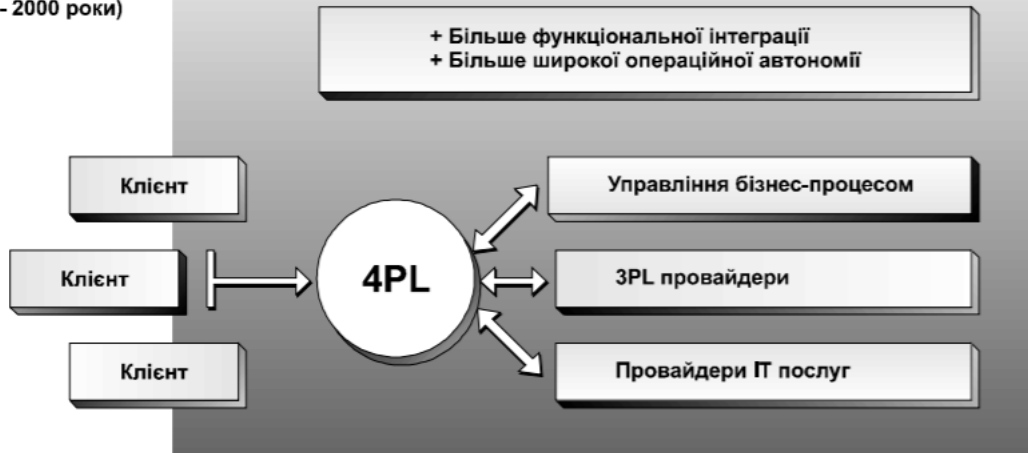 - 2000 роки)
+ Більше функціональної інтеграції
+ Більше широкої операційної автономії
Клієнт
Управління бізнес-процесом
Клієнт
4PL
3PL провайдери
Клієнт
Провайдери ІТ послуг